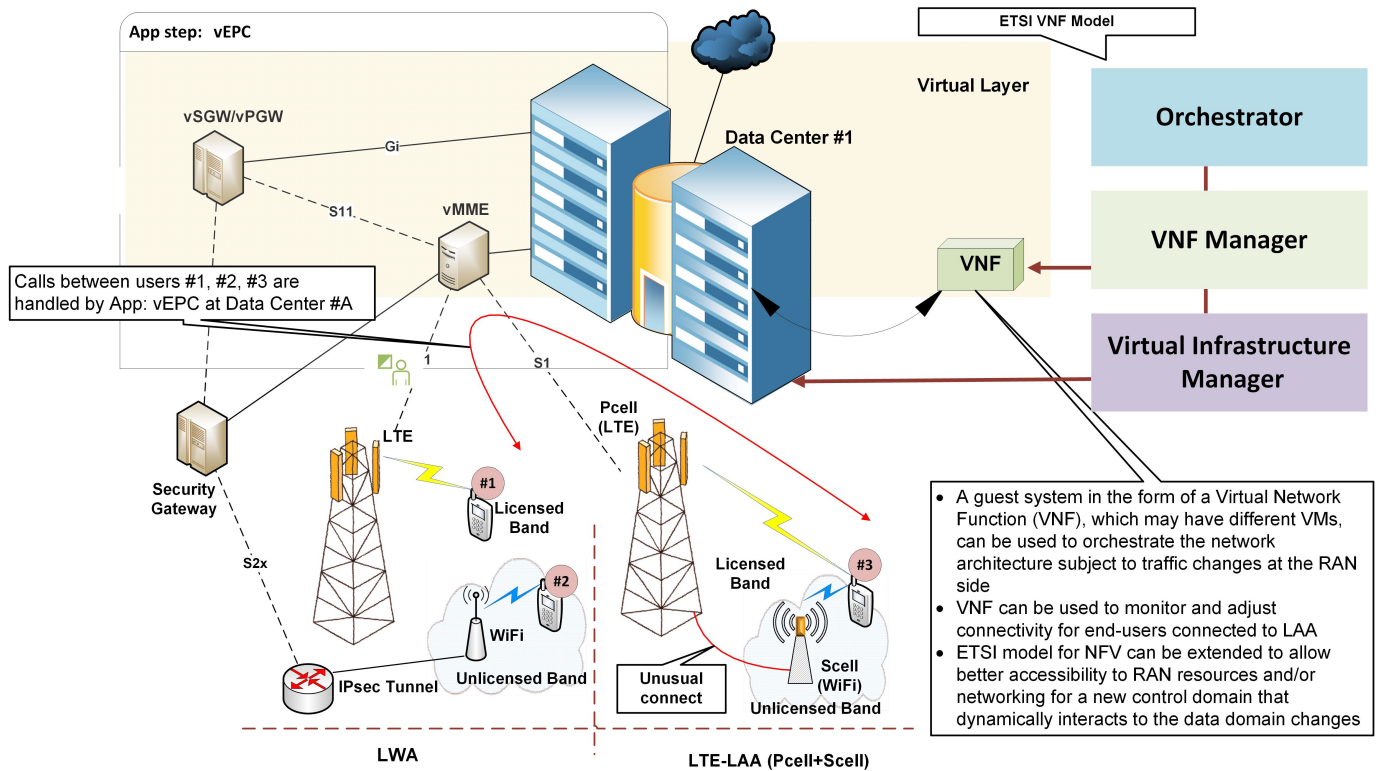 App step: vEPC
ETSI VNF Model
Virtual Layer
Orchestrator
vSGW/vPGW
Gi
Data Center #1
S11
vMME
VNF Manager
VNF
Calls between users #1, #2, #3 are
handled by App: vEPC at Data Center #A
Virtual Infrastructure
Manager
1
S1
Pcell
(LTE)
LTE
Security
Gateway
#1
Licensed
Band
S2x
#2
WiFi
Unlicensed Band
IPsec Tunnel
Licensed
Band
#3
Scell
(WiFi)
Unlicensed Band
Unusual
connect
• A guest system in the form of a Virtual Network
Function (VNF), which may have different VMs,
can be used to orchestrate the network
architecture subject to traffic changes at the RAN
side
• VNF can be used to monitor and adjust
connectivity for end-users connected to LAA
• ETSI model for NFV can be extended to allow
better accessibility to RAN resources and/or
networking for a new control domain that
dynamically interacts to the data domain changes
LWA
LTE-LAA (Pcell+Scell)